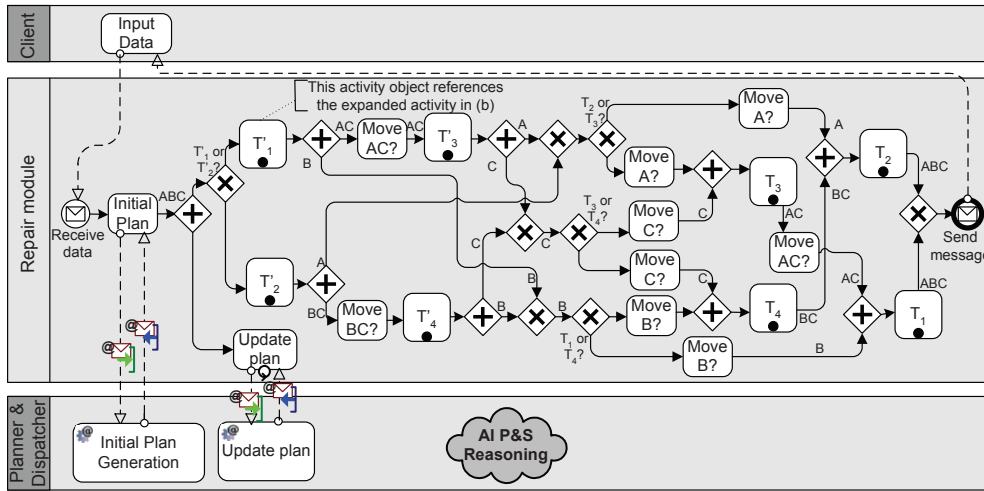 Client
Input
Data
Repair module
This activity object references
the expanded activity in (b)
T'1 or
T'2?
T'1
AC
Move
AC?
AC
T'3
A
B
C
T2 or
T3?
Move
A?
A
T2
ABC
Move
A?
C
T3
AC
BC
Receive
data
Initial
Plan
ABC
T3 or
T4?
C
C
Move
C?
Move
AC?
AC
Send
message
T'2
A
BC
Move
BC?
T'4
B
B
B
Move
C?
C
Move
B?
T4
BC
T1
ABC
T1 or
T4?
Move
B?
B
Update
plan
@
@
@
@
Planner &
Dispatcher
@
Initial Plan
Generation
@
Update plan
AI P&S
Reasoning